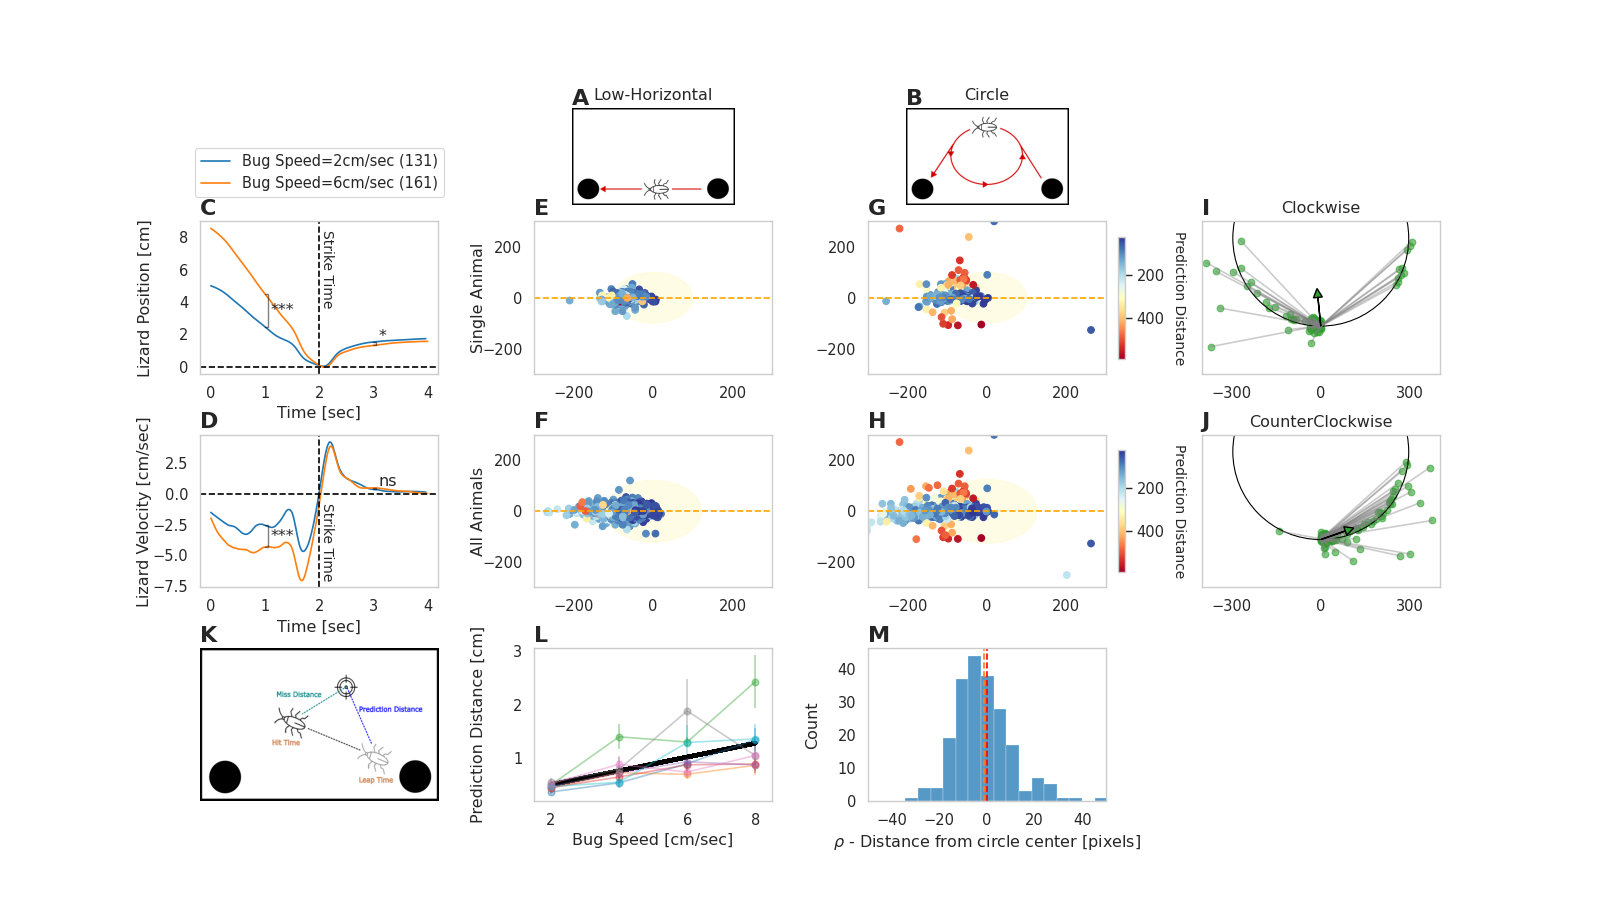 A Low-Horizontal
B Circle
Bug Speed=2cm/sec (131)
Bug Speed=6cm/sec (161)
C
Lizard Position [cm]
8
6
4
2
0
Strike Time
***
*
0 1 2 3 4
Time [sec]
E
Single Animal
200
0
−200
−200 0 200
G
200
0
−200
−200 0 200
200
400
Prediction Distance
I Clockwise
−300 0 300
D
Lizard Velocity [cm/sec]
2.5
0.0
−2.5
−5.0
−7.5
Strike Time
***
ns
0 1 2 3 4
Time [sec]
F
All Animals
200
0
−200
−200 0 200
H
200
0
−200
−200 0 200
200
400
Prediction Distance
J CounterClockwise
−300 0 300
K
Miss Distance
Prediction Distance
Hit Time
Leap Time
L
Prediction Distance [cm]
3
2
1
2 4 6 8
Bug Speed [cm/sec]
M
Count
40
30
20
10
0
−40 −20 0 20 40
ρ - Distance from circle center [pixels]